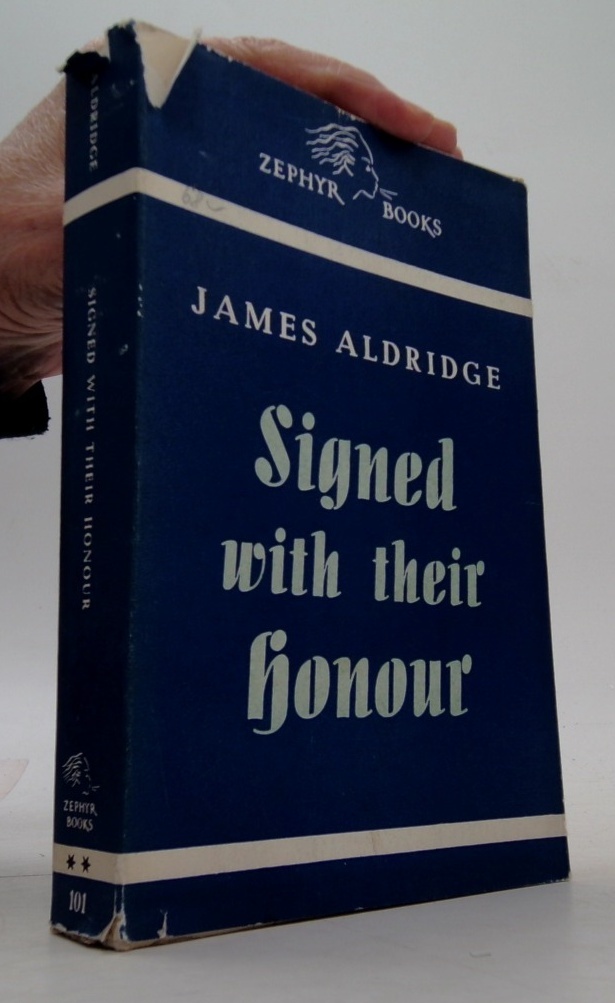 ZEPHYR
BOOKS
JAMES ALDRIDGE
Signed
with their
Honour
ALDRIDGE
SIGNED WITH THEIR HONOUR
ZEPHYR
BOOKS
101